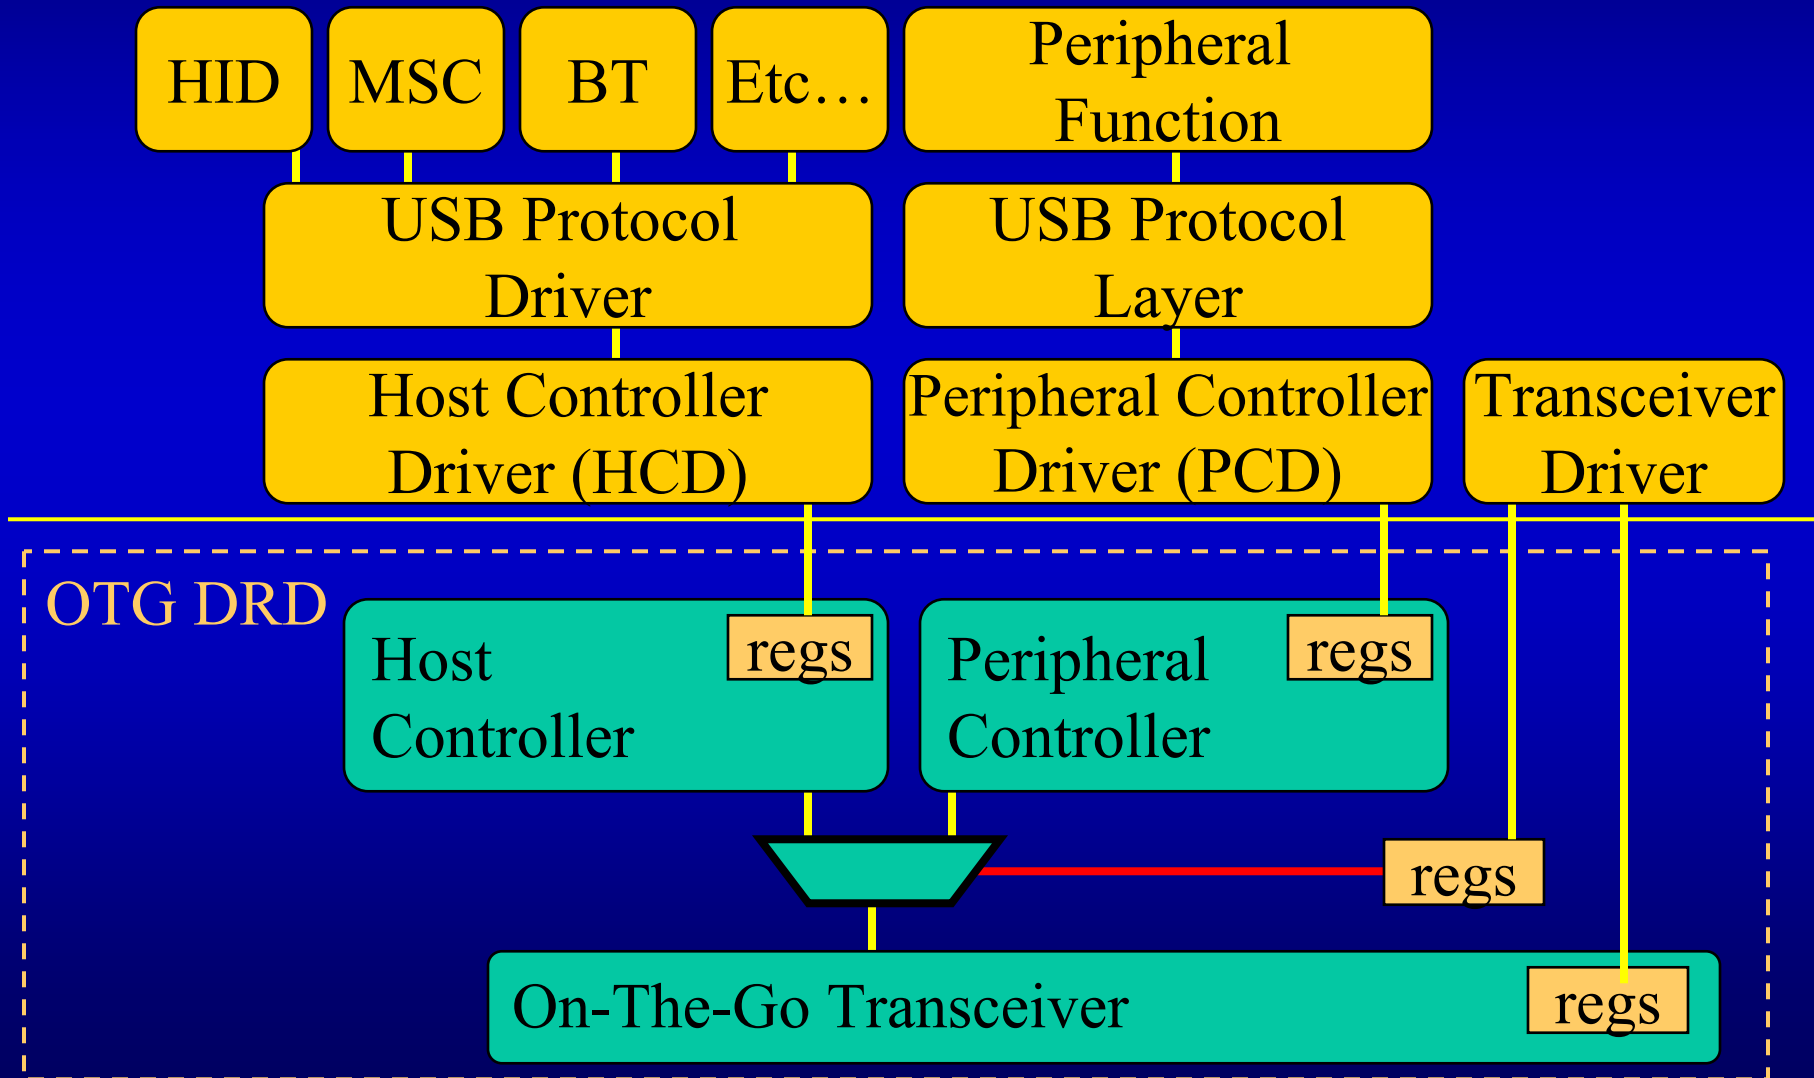 HID
MSC
BT
Etc…
Peripheral
Function
USB Protocol
Driver
USB Protocol
Layer
Host Controller
Driver (HCD)
Peripheral Controller
Driver (PCD)
Transceiver
Driver
OTG DRD
Host
Controller
regs
Peripheral
Controller
regs
regs
On-The-Go Transceiver
regs